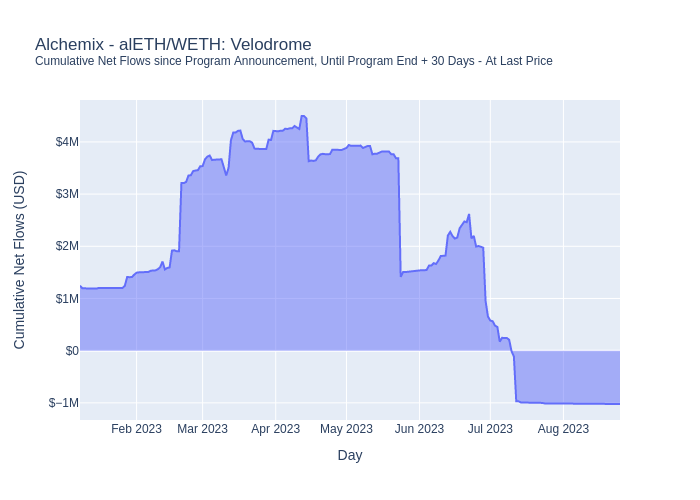 Alchemix - alETH/WETH: Velodrome
Cumulative Net Flows since Program Announcement, Until Program End + 30 Days - At Last Price
Cumulative Net Flows (USD)
$4M
$3M
$2M
$1M
$0
$−1M
Feb 2023 Mar 2023 Apr 2023 May 2023 Jun 2023 Jul 2023 Aug 2023
Day